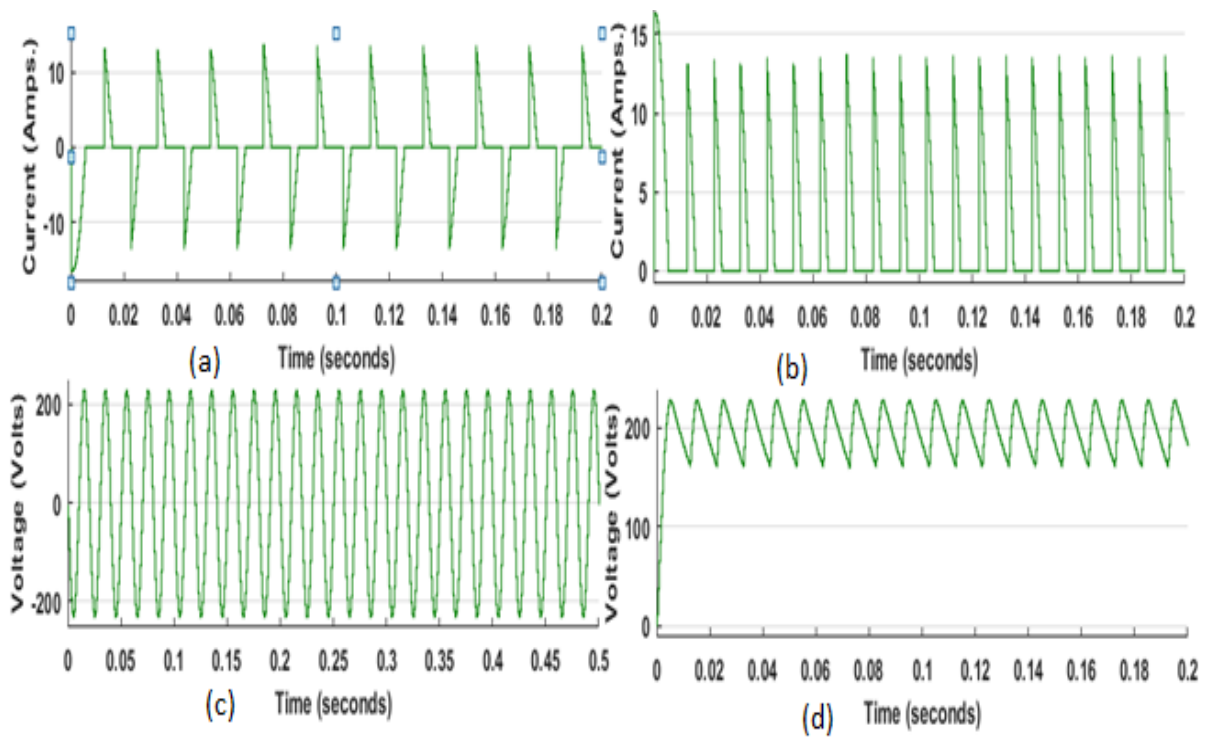 Current (Amps.)
10
0
-10
0 0.02 0.04 0.06 0.08 0.1 0.12 0.14 0.16 0.18 0.2
(a) Time (seconds)
Current (Amps.)
15
10
5
0
0 0.02 0.04 0.06 0.08 0.1 0.12 0.14 0.16 0.18 0.2
(b) Time (seconds)
Voltage (Volts)
200
0
-200
0 0.05 0.1 0.15 0.2 0.25 0.3 0.35 0.4 0.45 0.5
(c) Time (seconds)
Voltage (Volts)
200
100
0
0 0.02 0.04 0.06 0.08 0.1 0.12 0.14 0.16 0.18 0.2
(d) Time (seconds)